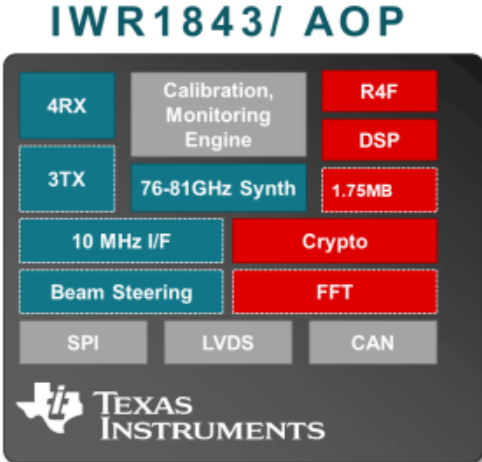 IWR1843/ AOP
4RX
Calibration,
Monitoring
Engine
R4F
DSP
3TX
76-81GHz Synth
1.75MB
10 MHz I/F
Crypto
Beam Steering
FFT
SPI
LVDS
CAN
TEXAS
INSTRUMENTS